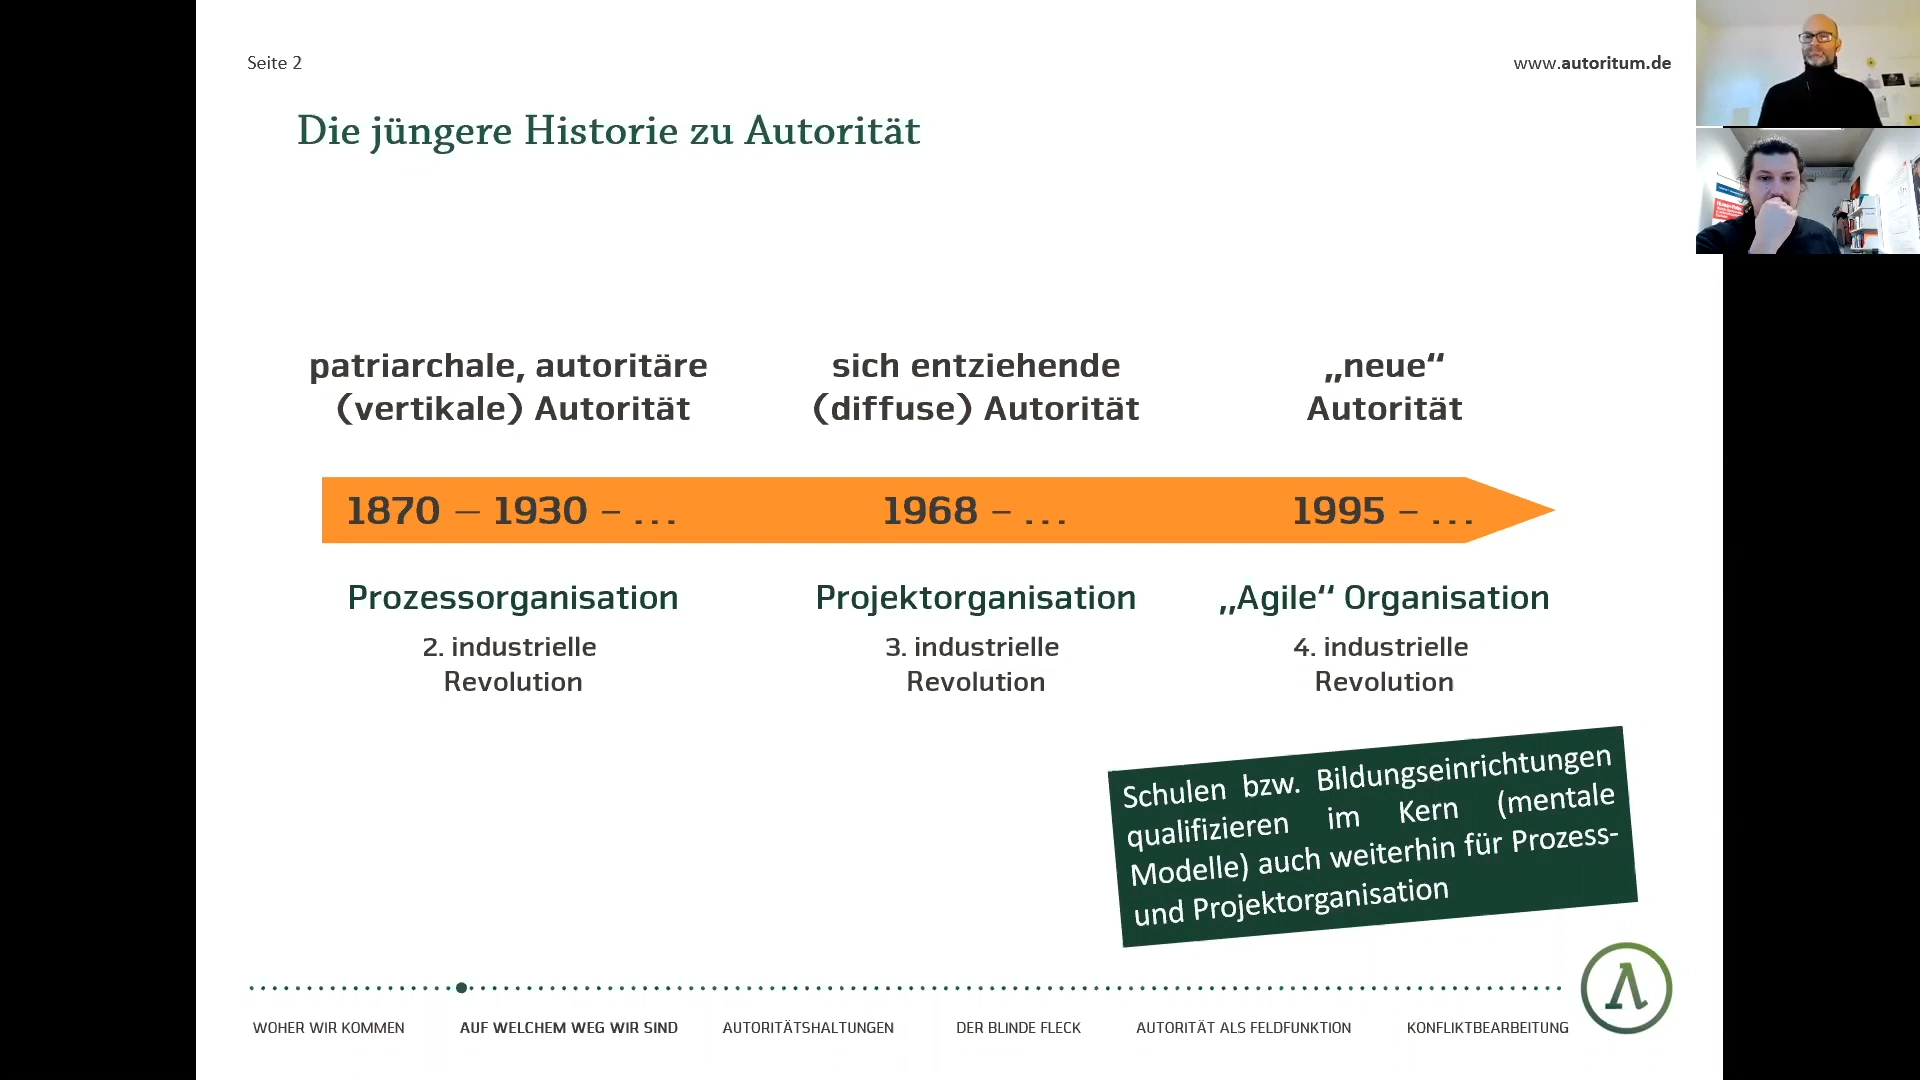 Seite 2
www.autoritum.de
Die jüngere Historie zu Autorität
patriarchale, autoritäre
(vertikale) Autorität
sich entziehende
(diffuse) Autorität
„neue“
Autorität
1870 – 1930 – …
1968 – …
1995 – …
Prozessorganisation
2. industrielle
Revolution
Projektorganisation
3. industrielle
Revolution
„Agile“ Organisation
4. industrielle
Revolution
Schulen bzw. Bildungseinrichtungen
qualifizieren im Kern (mentale
Modelle) auch weiterhin für Prozess-
und Projektorganisation
WOHER WIR KOMMEN
AUF WELCHEM WEG WIR SIND
AUTORITÄTSHALTUNGEN
DER BLINDE FLECK
AUTORITÄT ALS FELDFUNKTION
KONFLIKTBEARBEITUNG